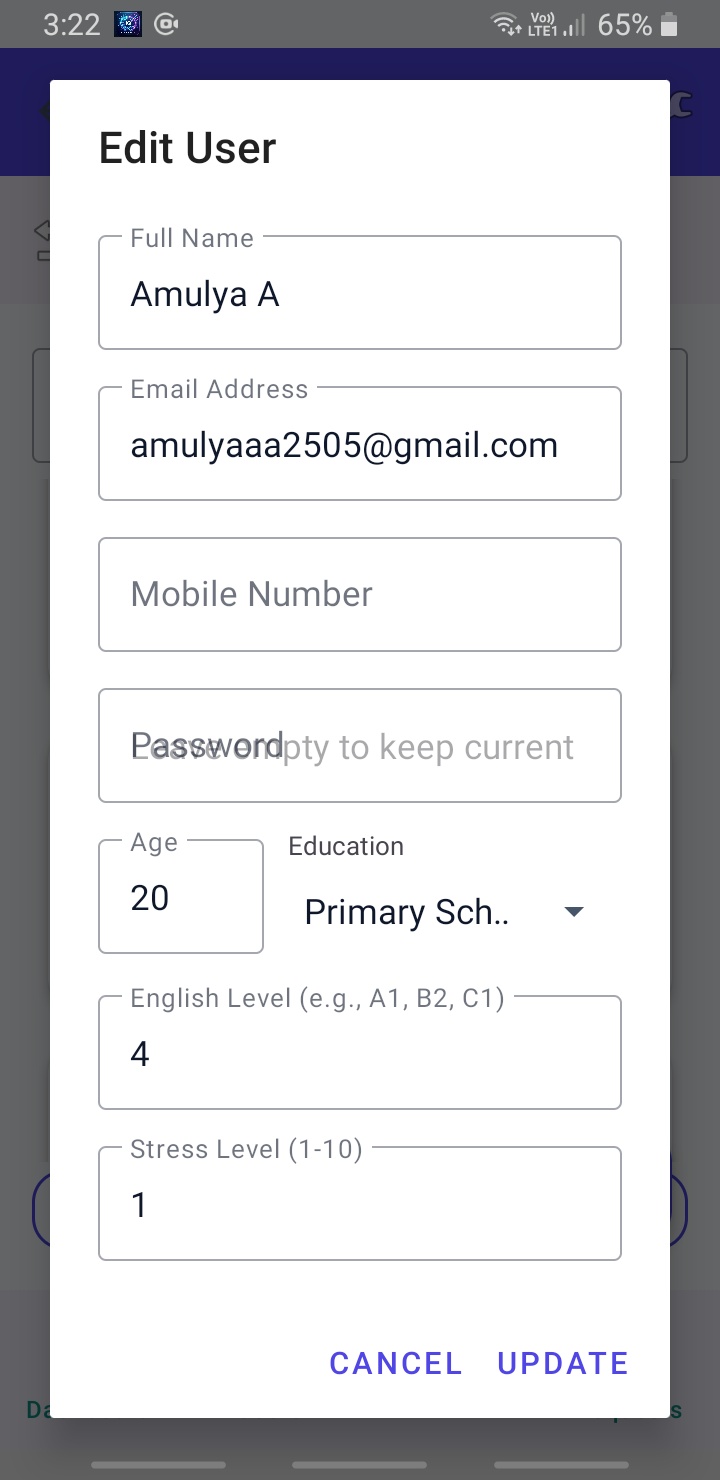 3:22
Vo)) LTE1
65%
Edit User
Full Name
Amulya A
Email Address
amulyaaa2505@gmail.com
Mobile Number
Password
Leave empty to keep current
Age
20
Education
Primary Sch..
English Level (e.g., A1, B2, C1)
4
Stress Level (1-10)
1
CANCEL
UPDATE